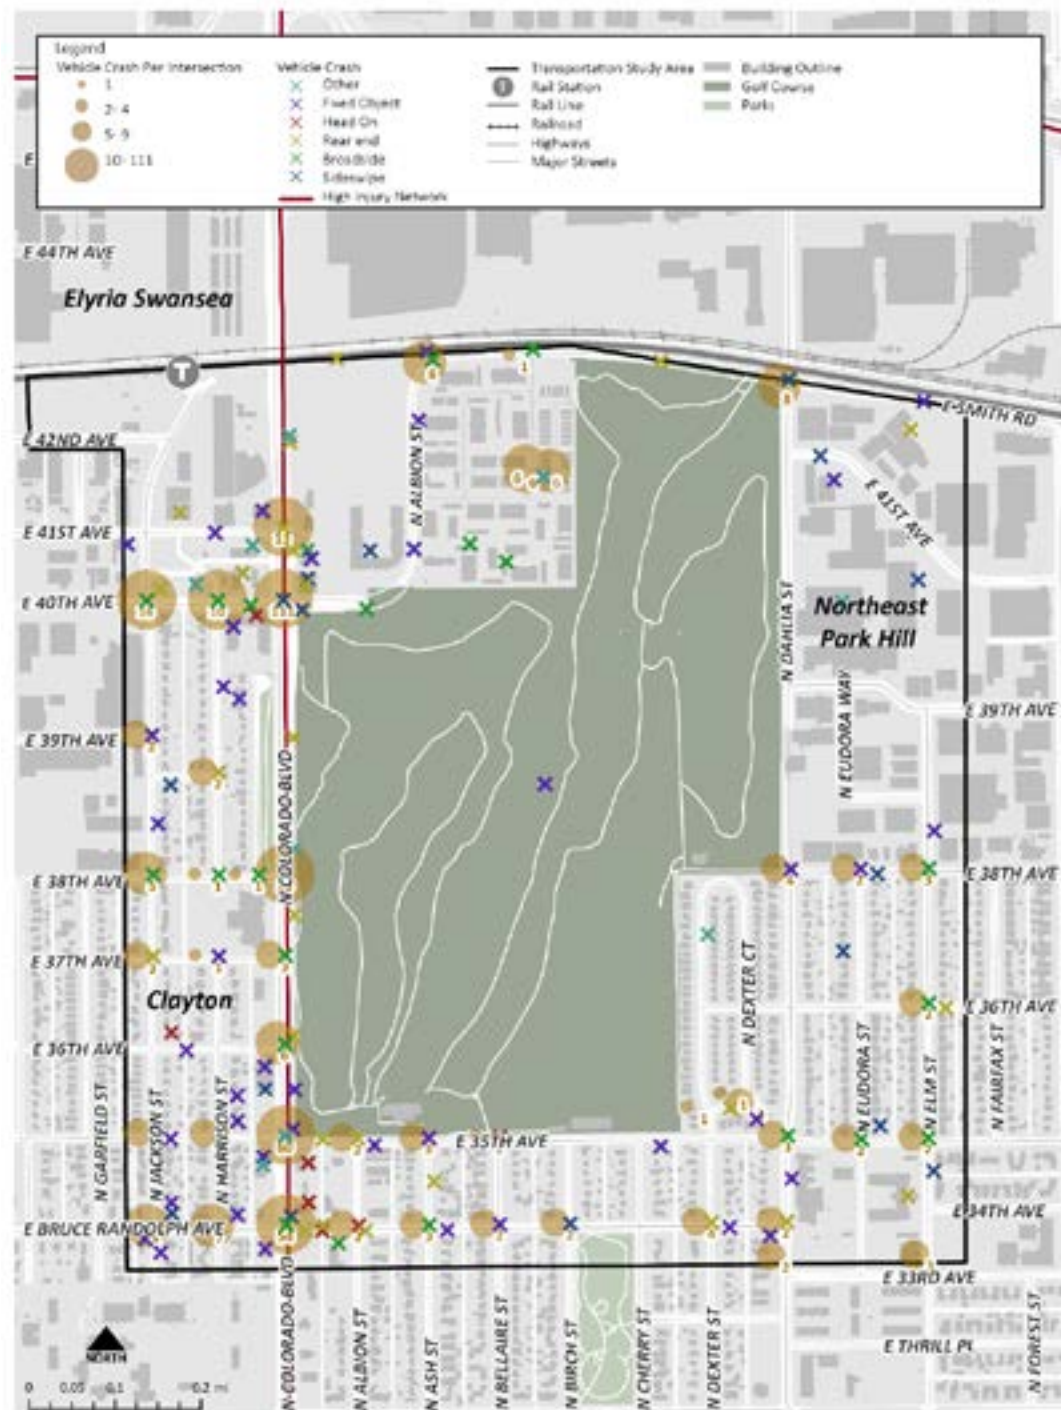 Legend
Vehicle Crash Per Intersection
1
2- 4
5- 9
10- 111
Vehicle Crash
Other
Fixed Object
Head On
Rear end
Broadside
Sideswipe
High Injury Network
Transportation Study Area
Rail Station
Rail Line
Railroad
Highways
Major Streets
Building Outline
Golf Course
Parks
E 44TH AVE
Elyria Swansea
T
E SMITH RD
E 42ND AVE
N ALBION ST
E 41ST AVE
E 41ST AVE
E 40TH AVE
Northeast
Park Hill
N DAHLIA ST
E 39TH AVE
E 39TH AVE
N EUDORA WAY
N COLORADO BLVD
E 38TH AVE
E 38TH AVE
E 37TH AVE
N DEXTER CT
Clayton
E 36TH AVE
E 36TH AVE
N GARFIELD ST
N JACKSON ST
N HARRISON ST
N EUDORA ST
N ELM ST
N FAIRFAX ST
E 35TH AVE
E BRUCE RANDOLPH AVE
E 34TH AVE
E 33RD AVE
N COLORADO BLVD
N ALBION ST
N ASH ST
N BELLAIRE ST
N BIRCH ST
N CHERRY ST
N DEXTER ST
E THRILL PL
N FOREST ST
NORTH
0 0.05 0.1 0.2 mi